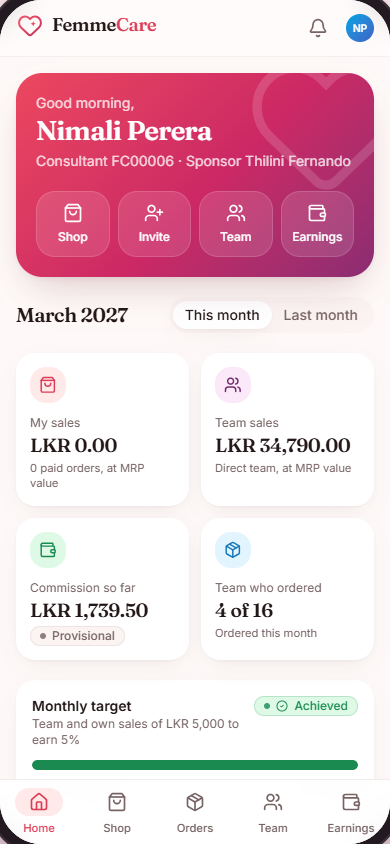 FemmeCare
NP
Good morning,
Nimali Perera
Consultant FC00006 · Sponsor Thilini Fernando
Shop
Invite
Team
Earnings
March 2027
This month
Last month
My sales
LKR 0.00
0 paid orders, at MRP
value
Team sales
LKR 34,790.00
Direct team, at MRP value
Commission so far
LKR 1,739.50
Provisional
Team who ordered
4 of 16
Ordered this month
Monthly target
Achieved
Team and own sales of LKR 5,000 to
earn 5%
Home
Shop
Orders
Team
Earnings